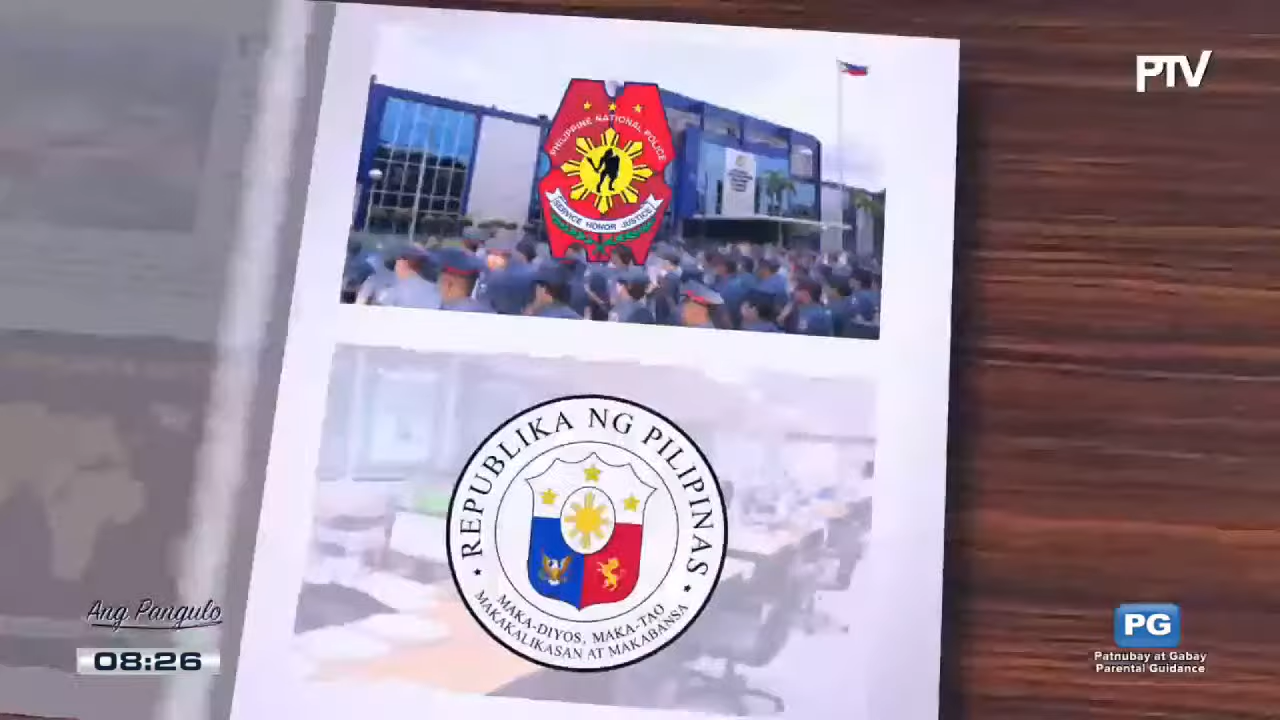 PTV
PHILIPPINE NATIONAL POLICE
SERVICE HONOR JUSTICE
REPUBLIKA NG PILIPINAS
MAKA-DIYOS, MAKA-TAO
MAKAKALIKASAN AT MAKABANSA
Ang Pangulo
08:26
PG
Patnubay at Gabay
Parental Guidance